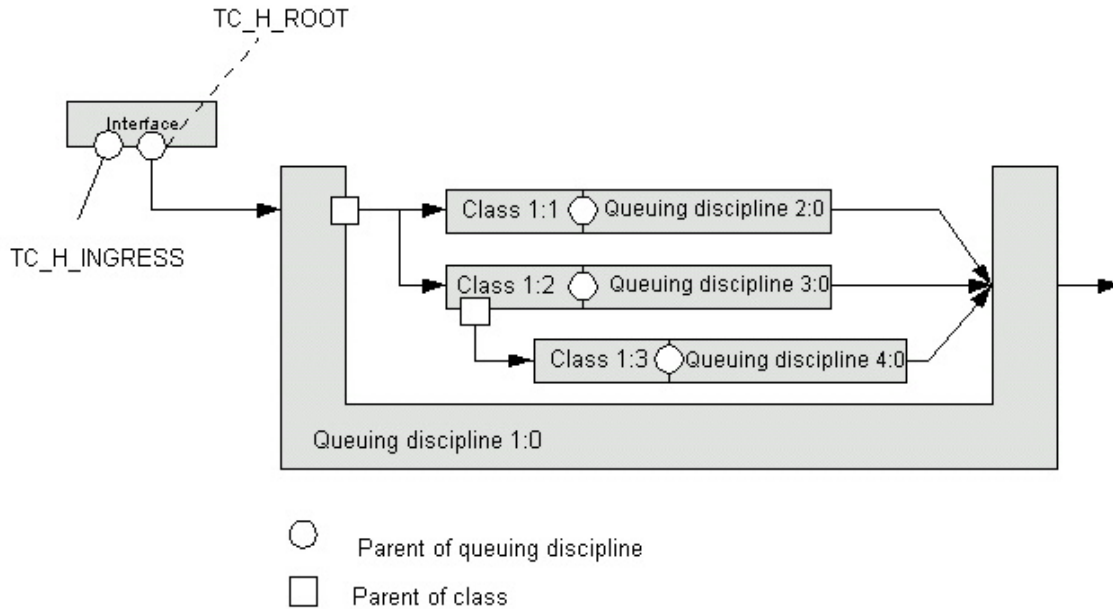 TC_H_ROOT
Interface
TC_H_INGRESS
Class 1:1 Queuing discipline 2:0
Class 1:2 Queuing discipline 3:0
Class 1:3 Queuing discipline 4:0
Queuing discipline 1:0
Parent of queuing discipline
Parent of class